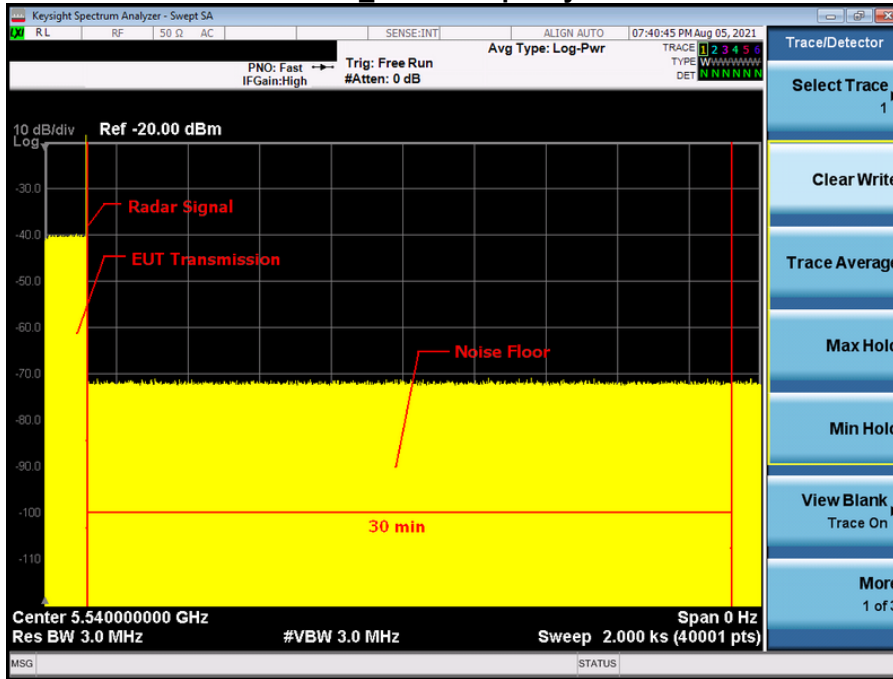 Keysight Spectrum Analyzer - Swept SA
LXI RL RF 50 Ω AC SENSE:INT ALIGN AUTO 07:40:45 PM Aug 05, 2021
Avg Type: Log-Pwr TRACE 1 2 3 4 5 6
PNO: Fast Trig: Free Run TYPE WWWWWW
IFGain:High #Atten: 0 dB DET N N N N N N
Trace/Detector
Select Trace
1
Clear Write
Trace Average
Max Hold
Min Hold
View Blank
Trace On
More
1 of 3
10 dB/div Ref -20.00 dBm
Log
-30.0
-40.0
-50.0
-60.0
-70.0
-80.0
-90.0
-100
-110
Radar Signal
EUT Transmission
Noise Floor
30 min
Center 5.540000000 GHz Span 0 Hz
Res BW 3.0 MHz #VBW 3.0 MHz Sweep 2.000 ks (40001 pts)
MSG STATUS